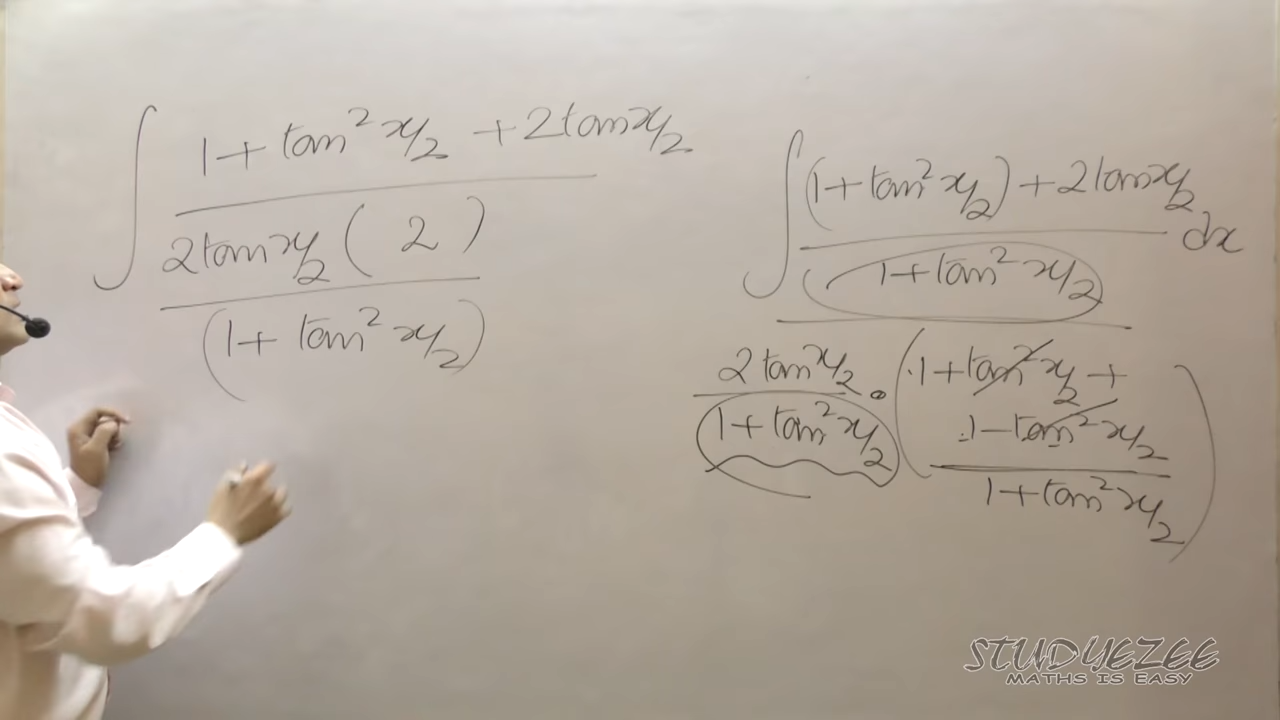 ∫ 1 + tan² x/2 + 2tan x/2
2tan x/2 ( 2 )
(1 + tan² x/2)
∫ (1 + tan² x/2) + 2tan x/2 dx
1 + tan² x/2
2 tan x/2 . (1 + tan² x/2 +
1 + tan² x/2
1 - tan² x/2
1 + tan² x/2 )
STUDYEZEE
MATHS IS EASY